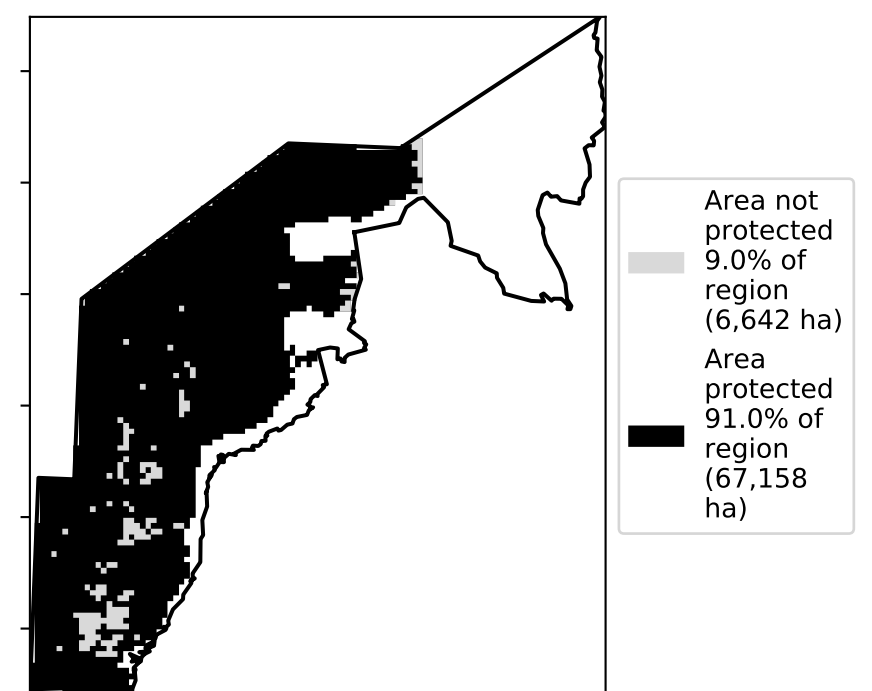 Area not
protected
9.0% of
region
(6,642 ha)
Area
protected
91.0% of
region
(67,158
ha)